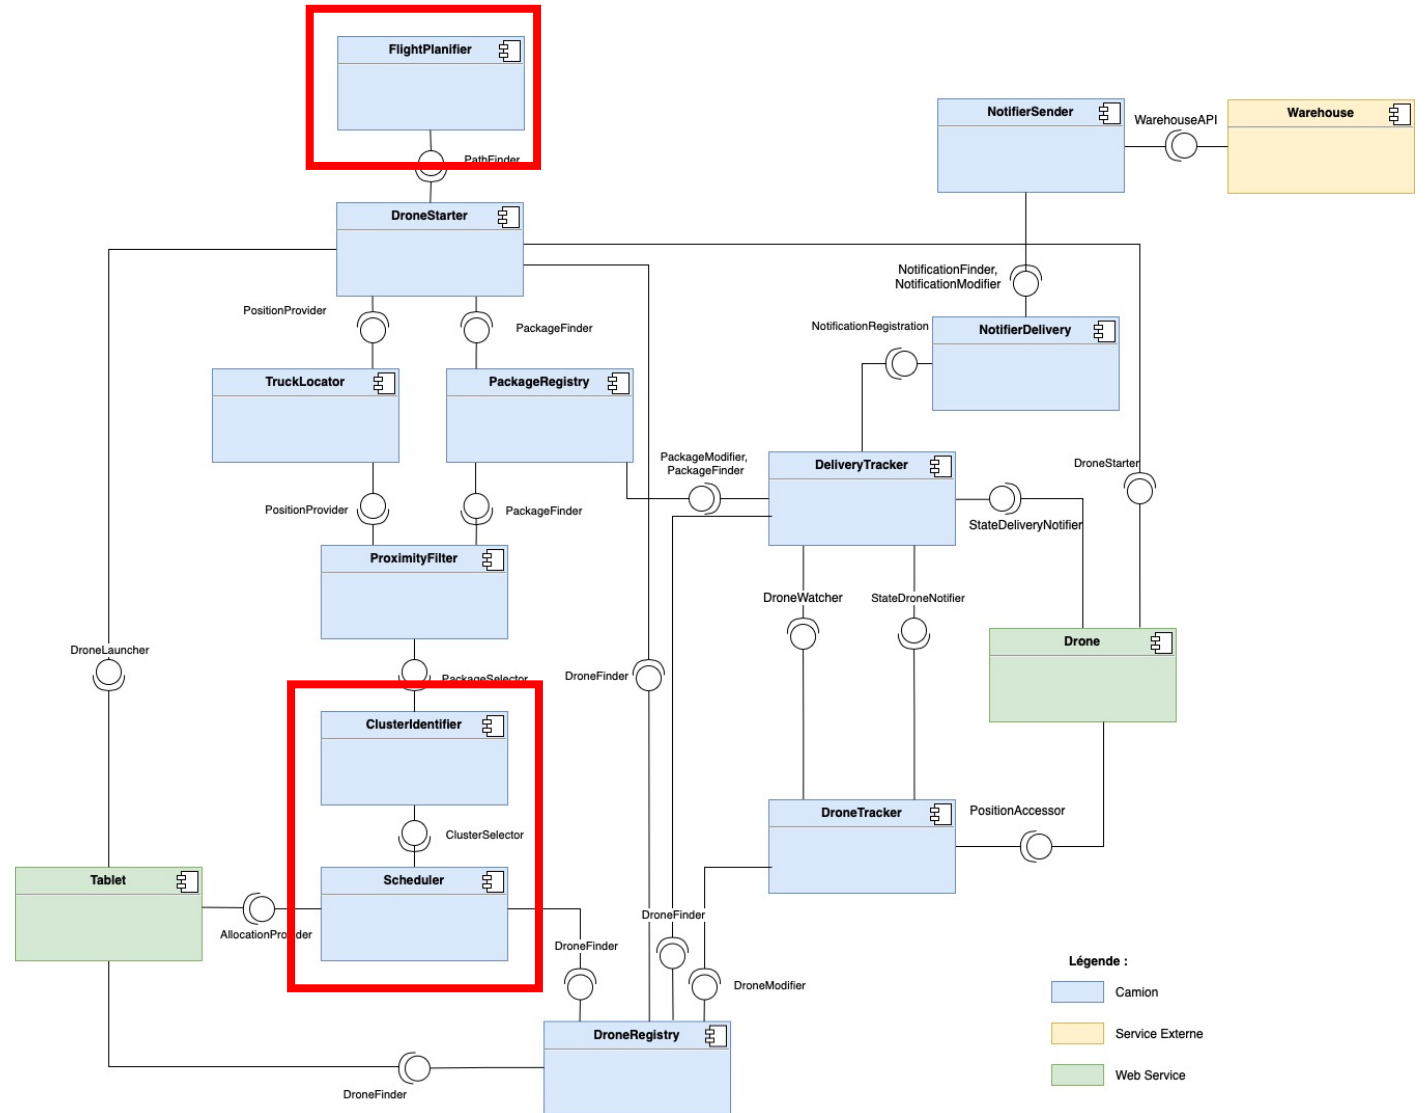 FlightPlanifier
PathFinder
NotifierSender
WarehouseAPI
Warehouse
DroneStarter
NotificationFinder,
NotificationModifier
PositionProvider
PackageFinder
NotificationRegistration
NotifierDelivery
TruckLocator
PackageRegistry
PackageModifier,
PackageFinder
DeliveryTracker
DroneStarter
PositionProvider
PackageFinder
StateDeliveryNotifier
ProximityFilter
DroneWatcher
StateDroneNotifier
Drone
DroneLauncher
PackageSelector
DroneFinder
ClusterIdentifier
DroneTracker
PositionAccessor
ClusterSelector
Tablet
Scheduler
AllocationProvider
DroneFinder
DroneFinder
DroneModifier
Légende :
Camion
Service Externe
Web Service
DroneRegistry
DroneFinder